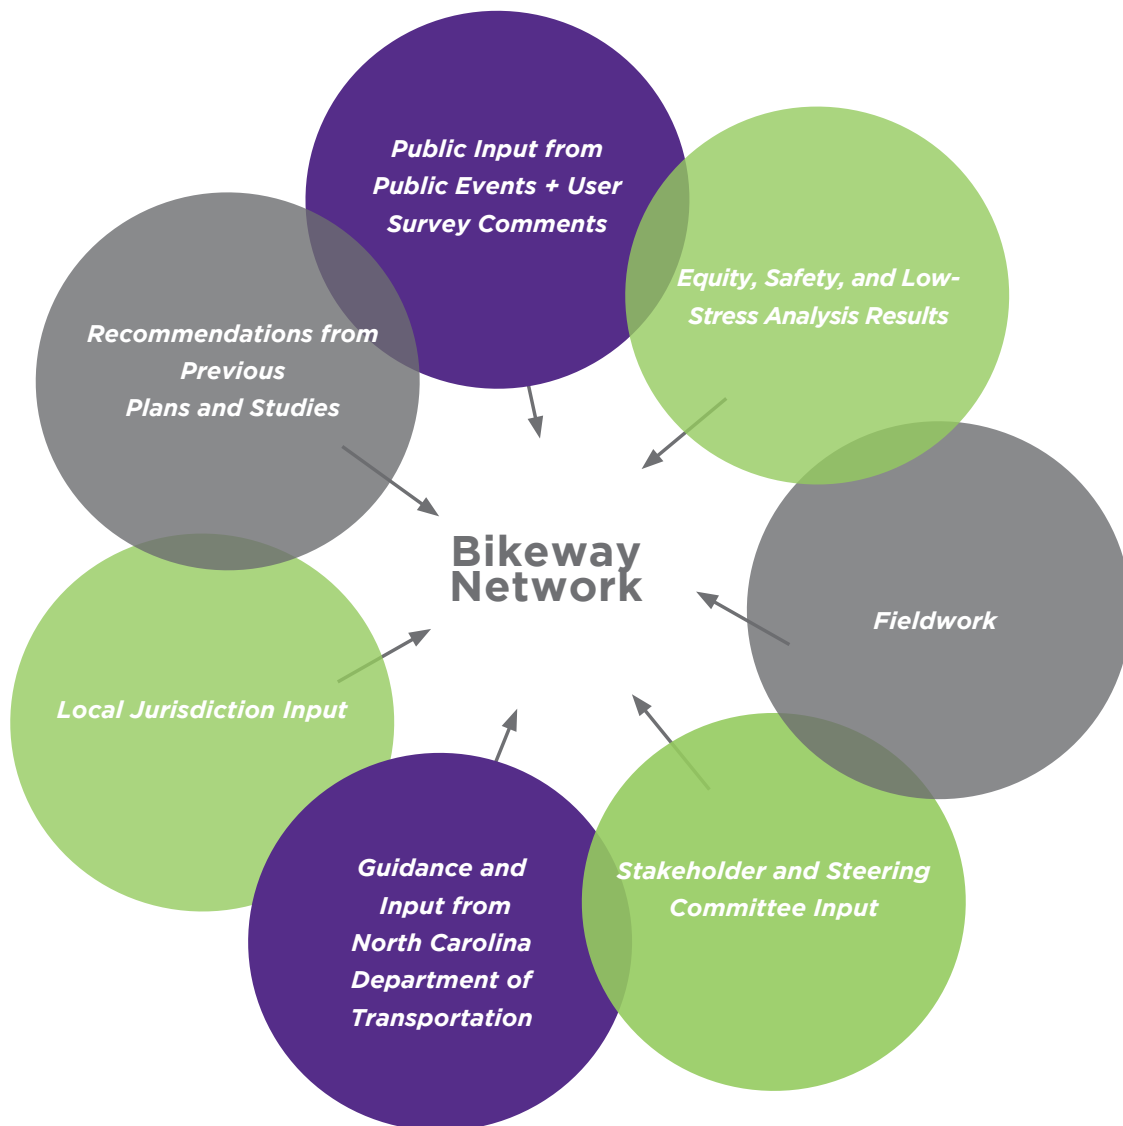 Public Input from
Public Events + User
Survey Comments
Equity, Safety, and Low-
Stress Analysis Results
Recommendations from
Previous
Plans and Studies
Bikeway
Network
Fieldwork
Local Jurisdiction Input
Guidance and
Input from
North Carolina
Department of
Transportation
Stakeholder and Steering
Committee Input